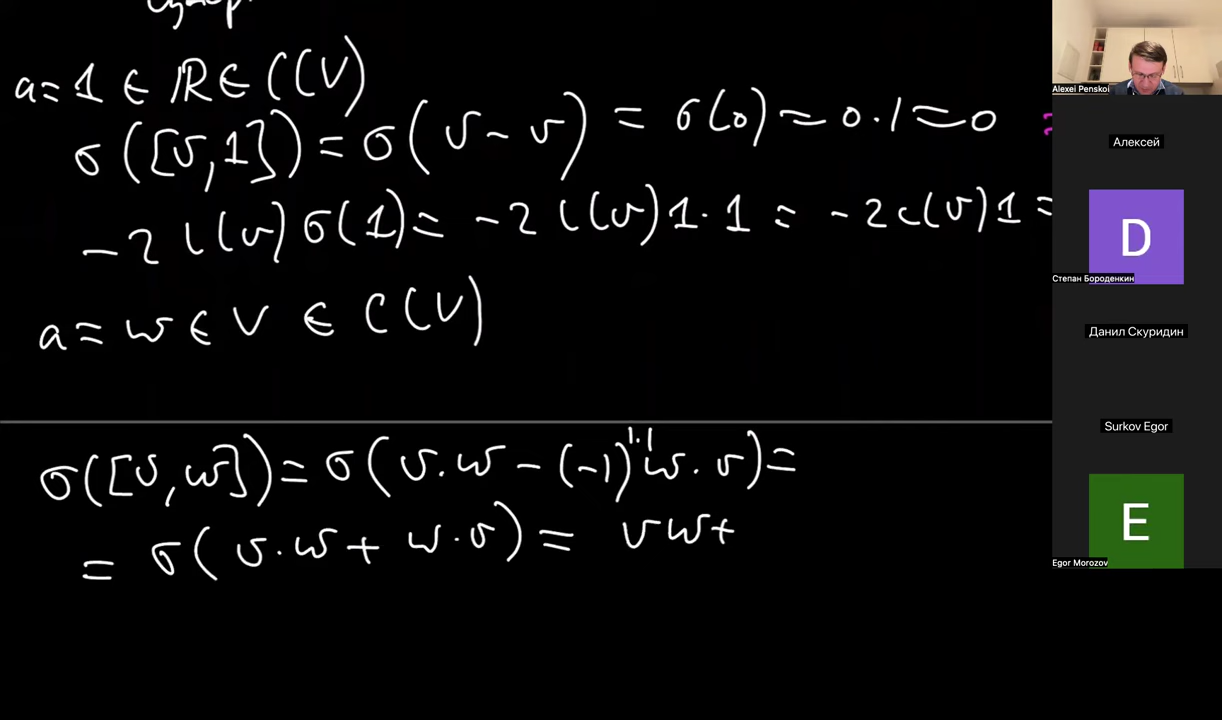 супер
a = 1 ∈ ℝ ∈ C(V)
σ([v, 1]) = σ(v - v) = σ(0) = 0 · 1 = 0
-2 ι(v) σ(1) = -2 ι(v) 1 · 1 = -2 ι(v) 1 =
a = w ∈ V ∈ C(V)
σ([v, w]) = σ(v · w - (-1)^{1·1} w · v) =
= σ(v · w + w · v) = v w +
Alexei Penskoi
Алексей
D
Степан Бороденкин
Данил Скуридин
Surkov Egor
E
Egor Morozov